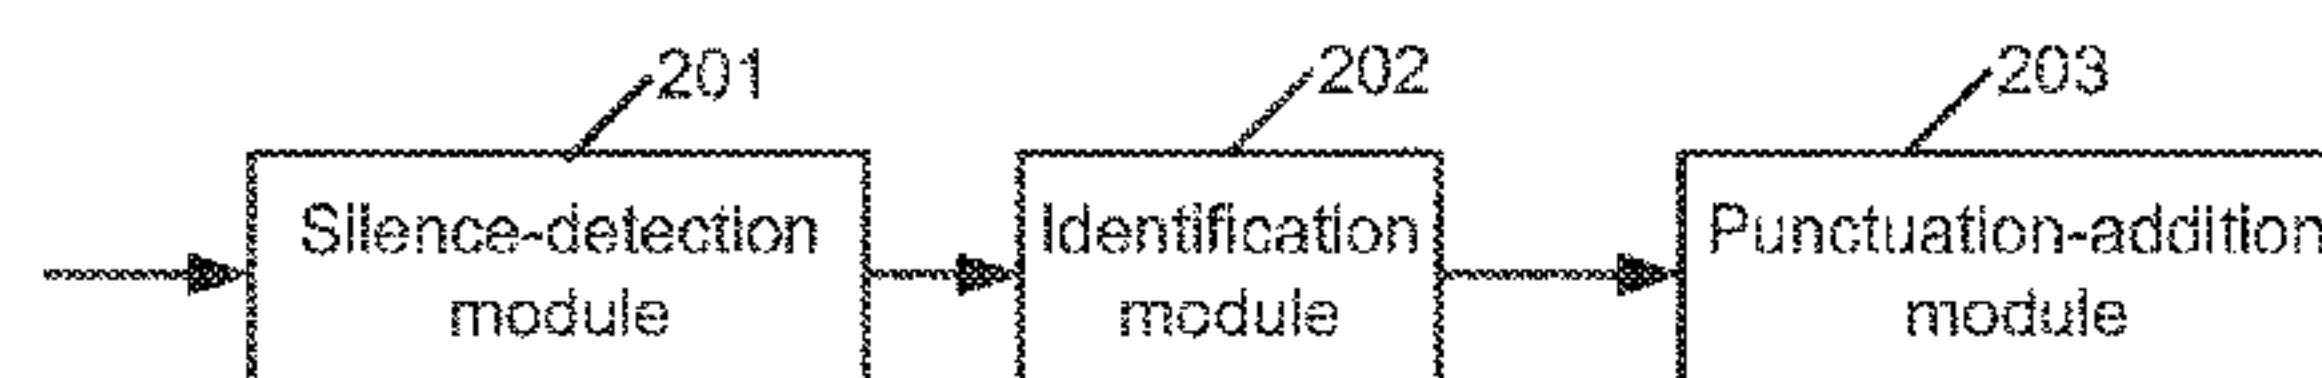 201
202
203
Silence-detection
module
Identification
module
Punctuation-addition
module